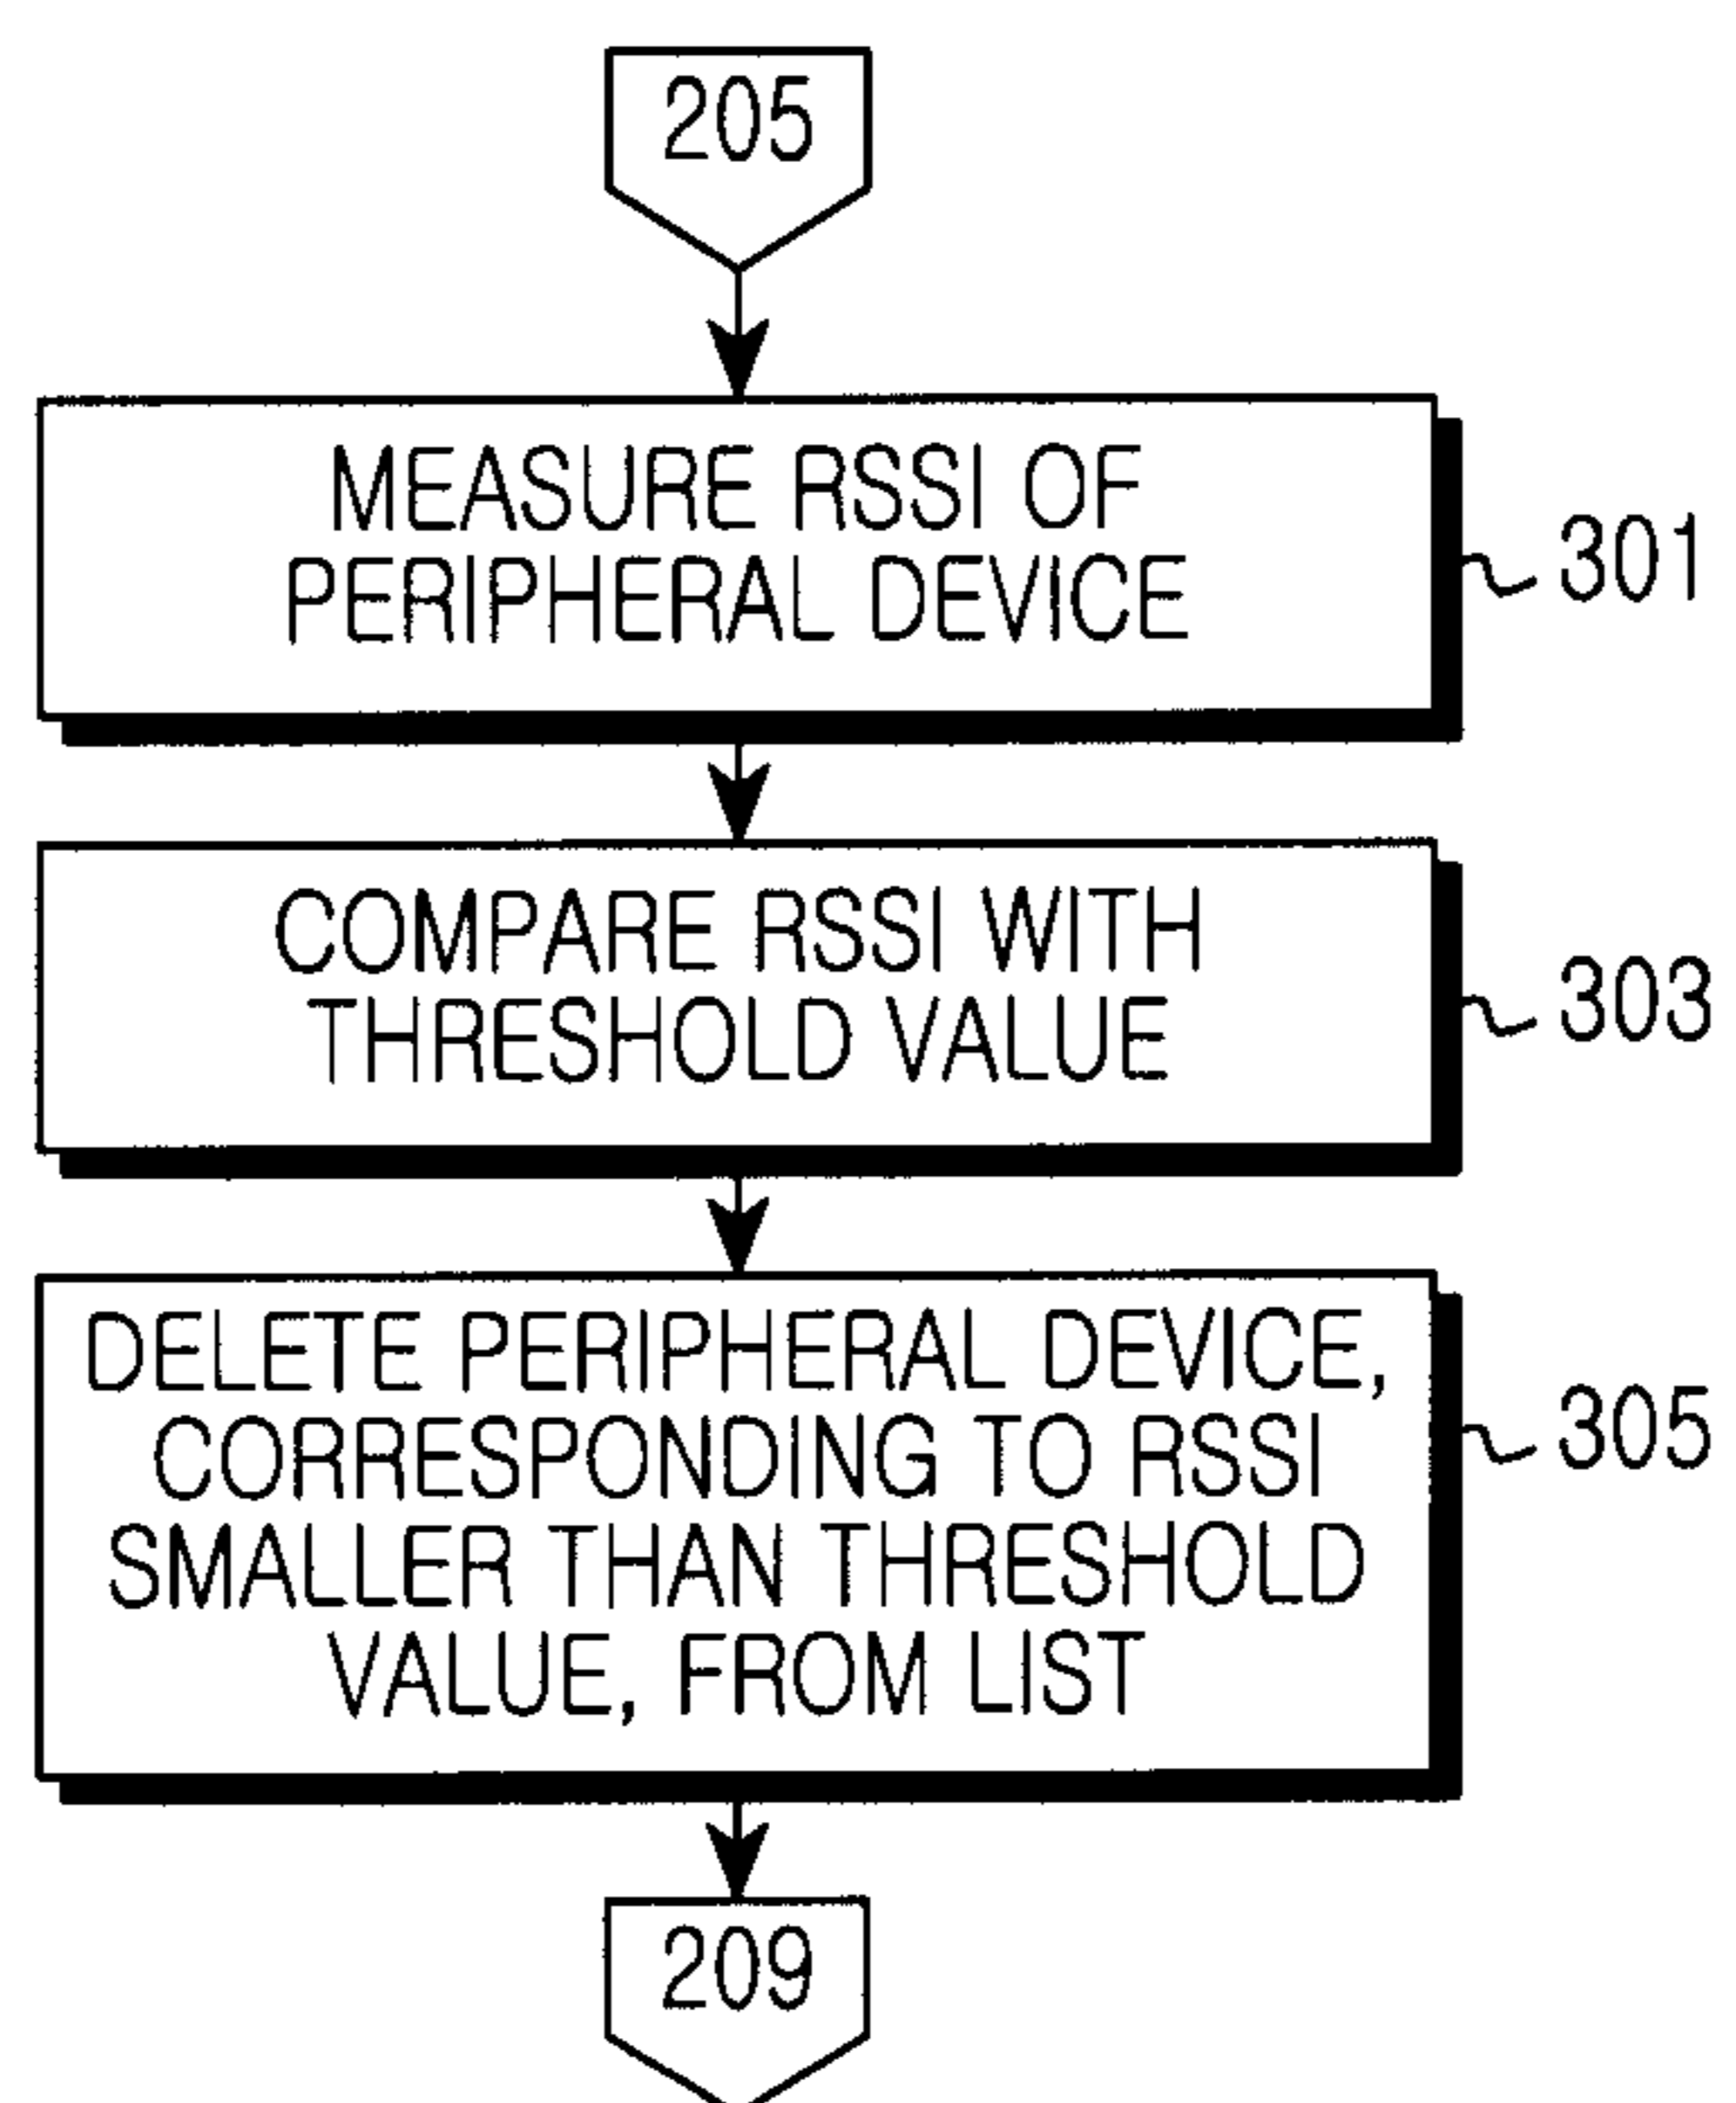 205
MEASURE RSSI OF
PERIPHERAL DEVICE
301
COMPARE RSSI WITH
THRESHOLD VALUE
303
DELETE PERIPHERAL DEVICE,
CORRESPONDING TO RSSI
SMALLER THAN THRESHOLD
VALUE, FROM LIST
305
209